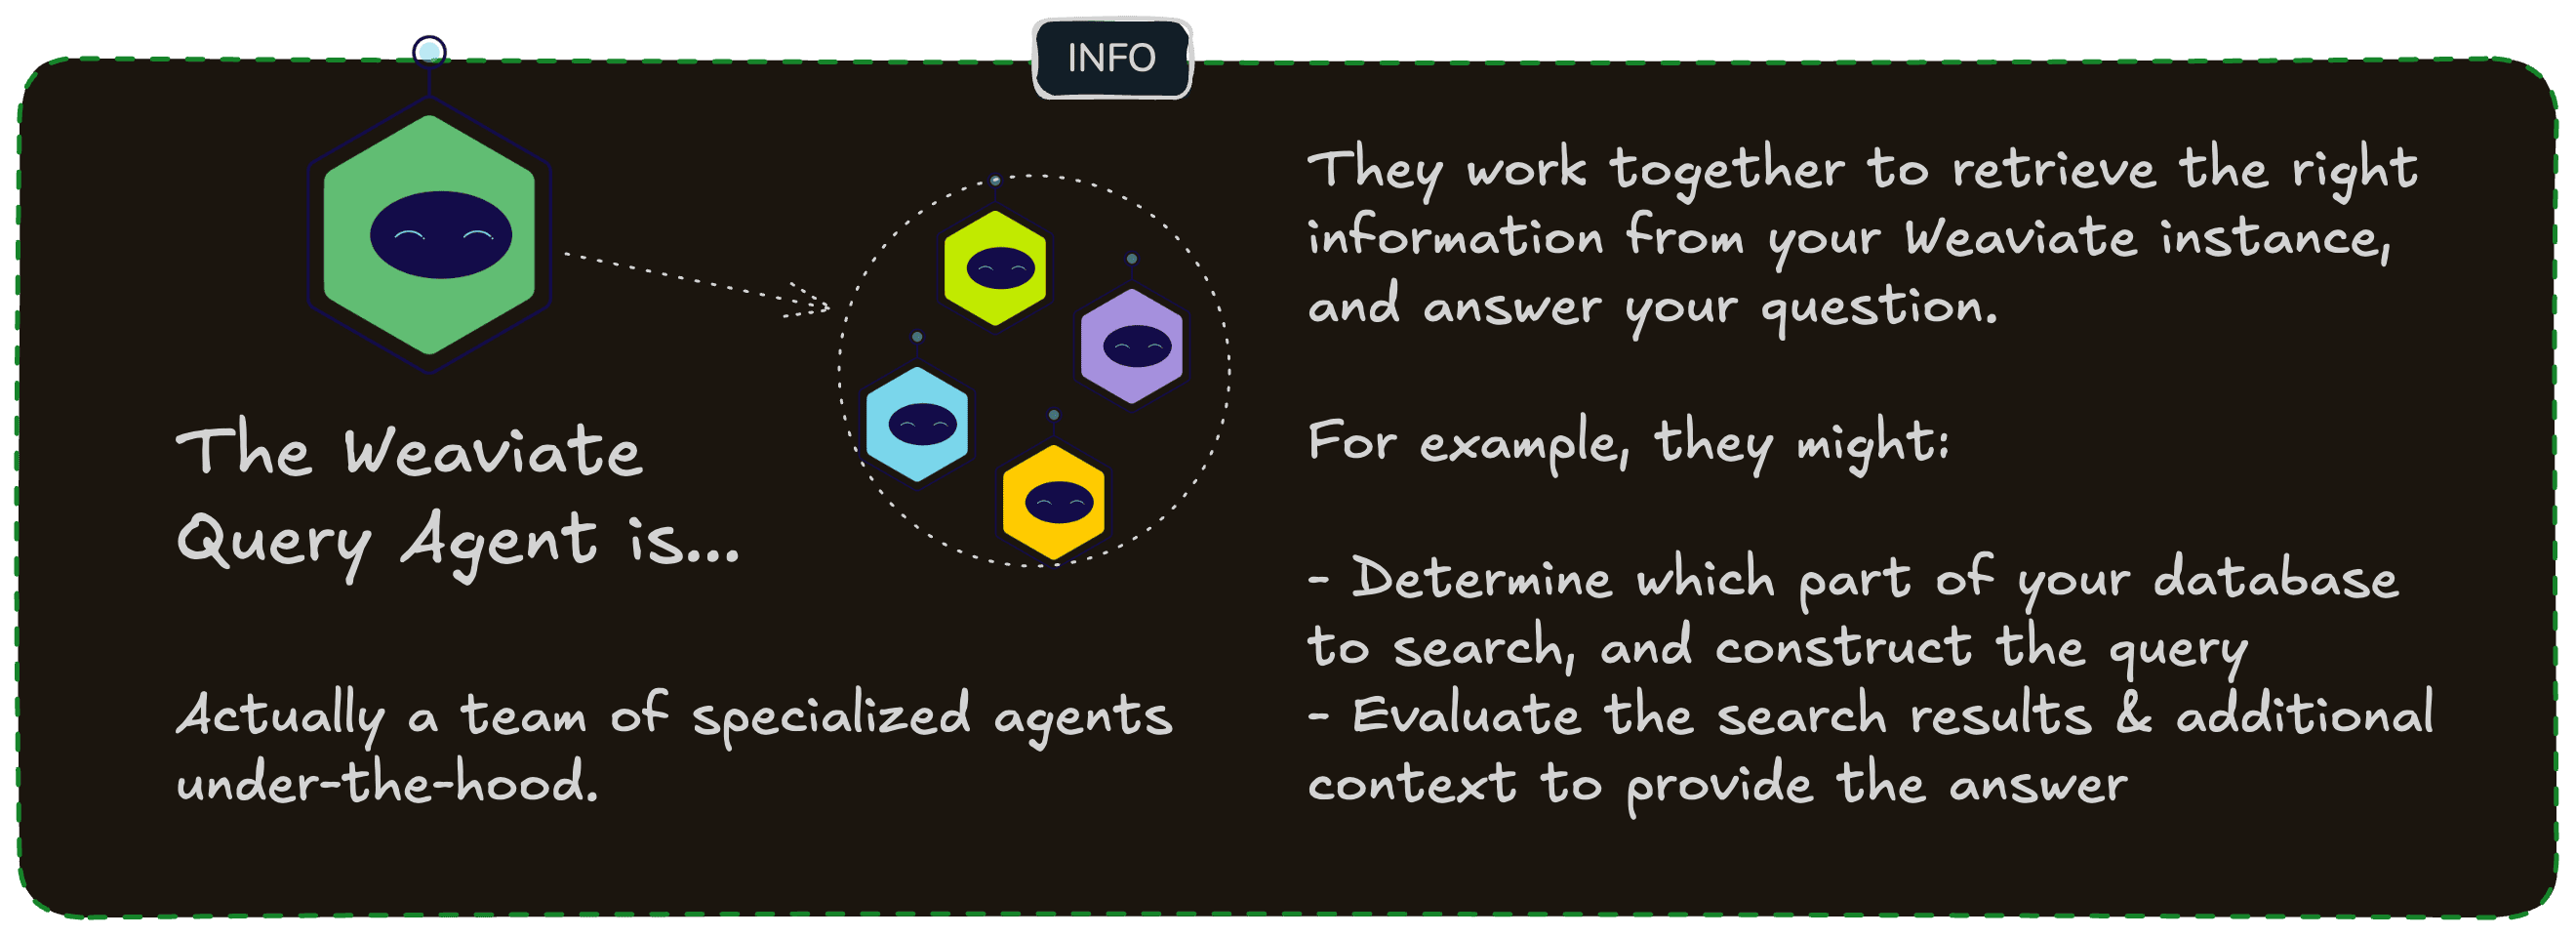 INFO
The Weaviate
Query Agent is...
Actually a team of specialized agents
under-the-hood.
They work together to retrieve the right
information from your Weaviate instance,
and answer your question.
For example, they might:
- Determine which part of your database
to search, and construct the query
- Evaluate the search results & additional
context to provide the answer